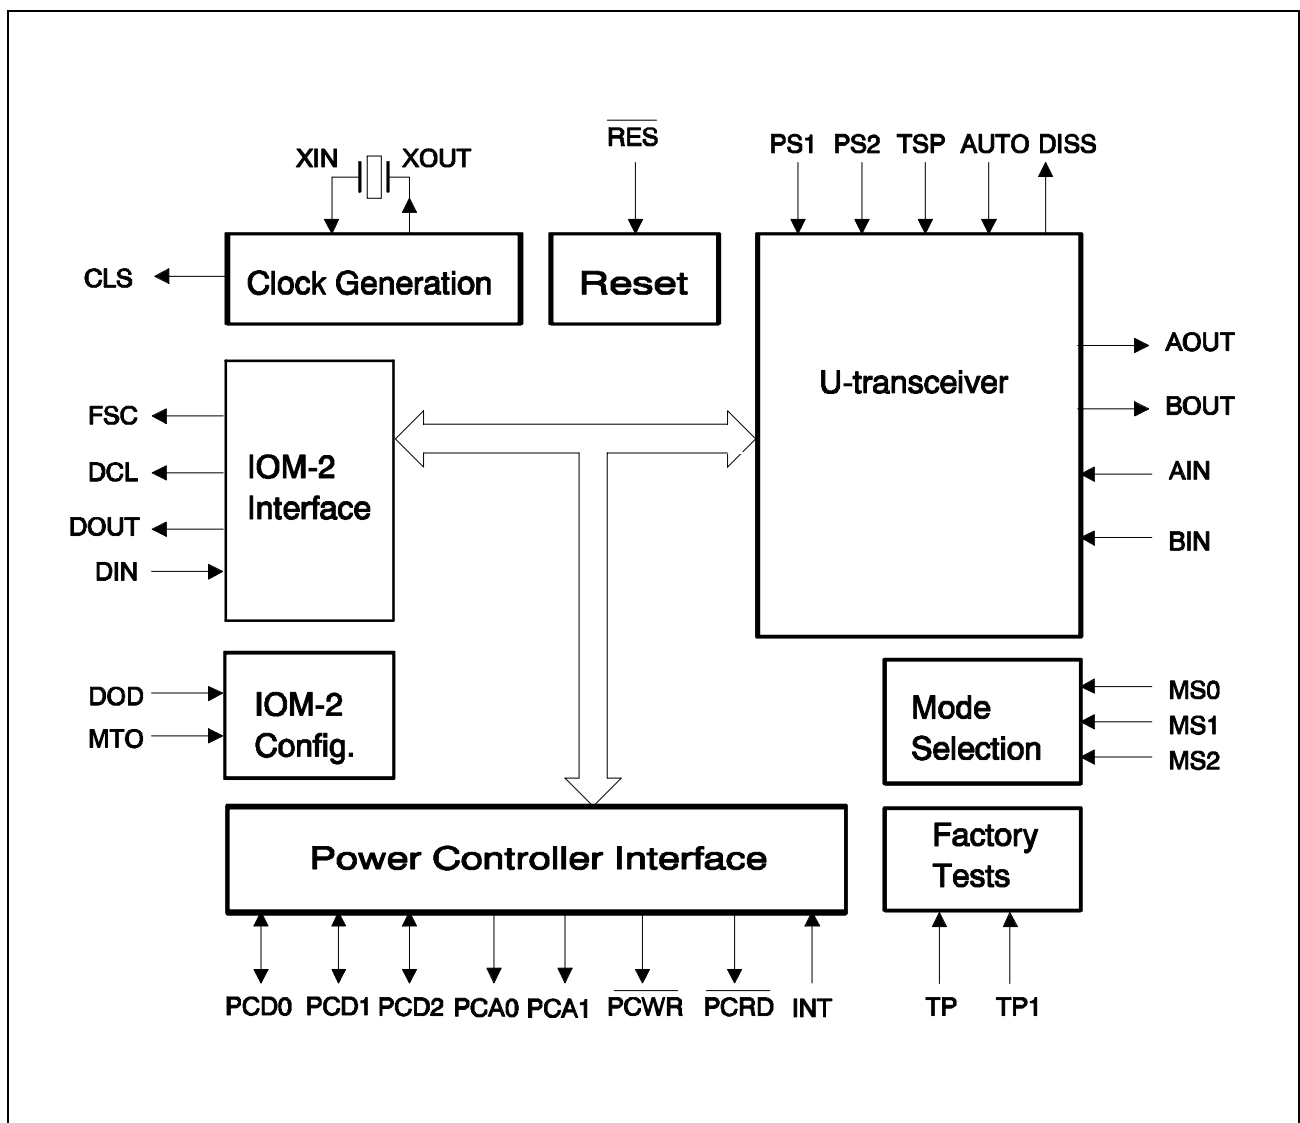 XIN XOUT
RES
PS1 PS2 TSP AUTO DISS
CLS
Clock Generation
Reset
U-transceiver
AOUT
BOUT
AIN
BIN
FSC
DCL
DOUT
DIN
IOM-2
Interface
DOD
MTO
IOM-2
Config.
Mode
Selection
MS0
MS1
MS2
Power Controller Interface
Factory
Tests
PCD0 PCD1 PCD2 PCA0 PCA1 PCWR PCRD INT TP TP1